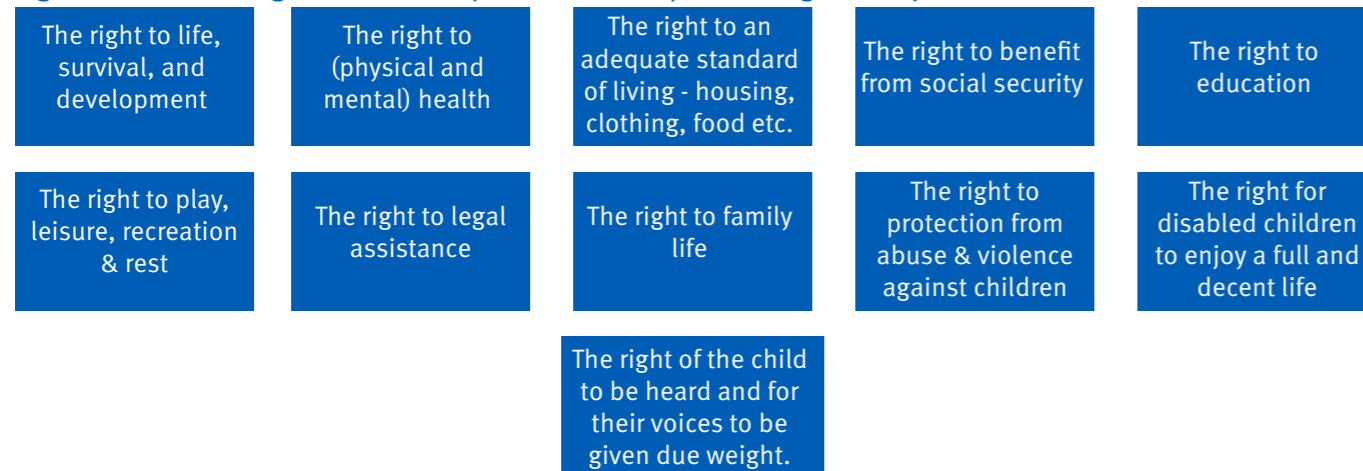 The right to life,
survival, and
development
The right to
(physical and
mental) health
The right to an
adequate standard
of living - housing,
clothing, food etc.
The right to benefit
from social security
The right to
education
The right to play,
leisure, recreation
& rest
The right to legal
assistance
The right to family
life
The right to
protection from
abuse & violence
against children
The right for
disabled children
to enjoy a full and
decent life
The right of the child
to be heard and for
their voices to be
given due weight.